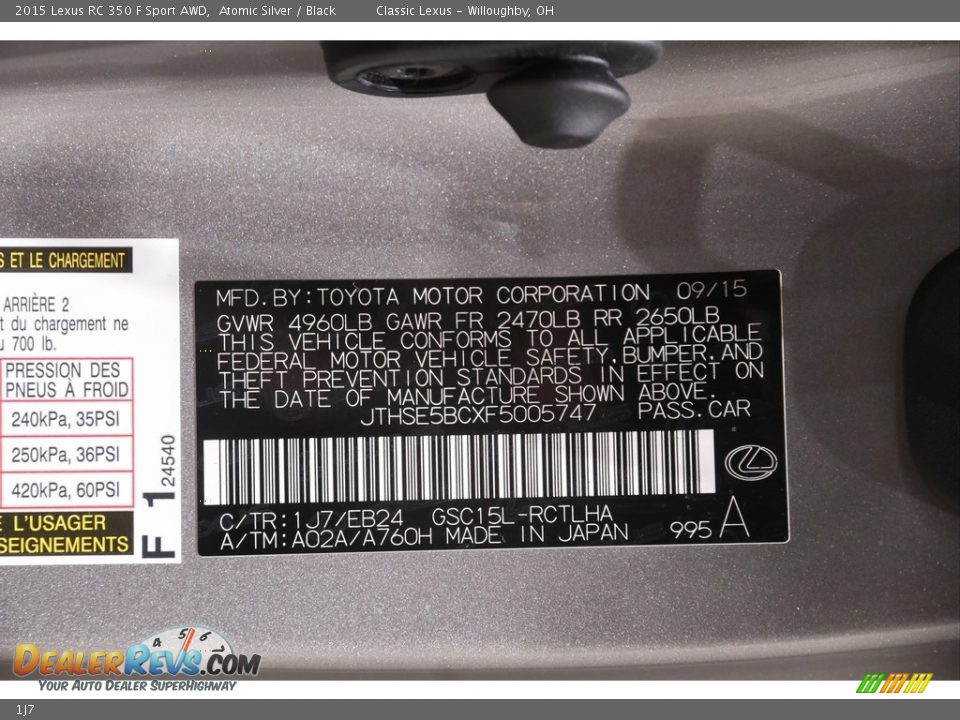 2015 Lexus RC 350 F Sport AWD,  Atomic Silver / Black  Classic Lexus – Willoughby, OH
S ET LE CHARGEMENT
ARRIÈRE 2
t du chargement ne
u 700 lb.
PRESSION DES
PNEUS À FROID
240kPa, 35PSI
250kPa, 36PSI
420kPa, 60PSI
E L'USAGER
SEIGNEMENTS
F 1 24540
MFD.BY:TOYOTA MOTOR CORPORATION 09/15
GVWR 4960LB GAWR FR 2470LB RR 2650LB
THIS VEHICLE CONFORMS TO ALL APPLICABLE
FEDERAL MOTOR VEHICLE SAFETY,BUMPER,AND
THEFT PREVENTION STANDARDS IN EFFECT ON
THE DATE OF MANUFACTURE SHOWN ABOVE.
JTHSE5BCXF5005747 PASS.CAR
C/TR:1J7/EB24 GSC15L-RCTLHA
A/TM:A02A/A760H MADE IN JAPAN 995 A
4 5 6 7
DealerRevs.com
Your Auto Dealer SuperHighway
1J7